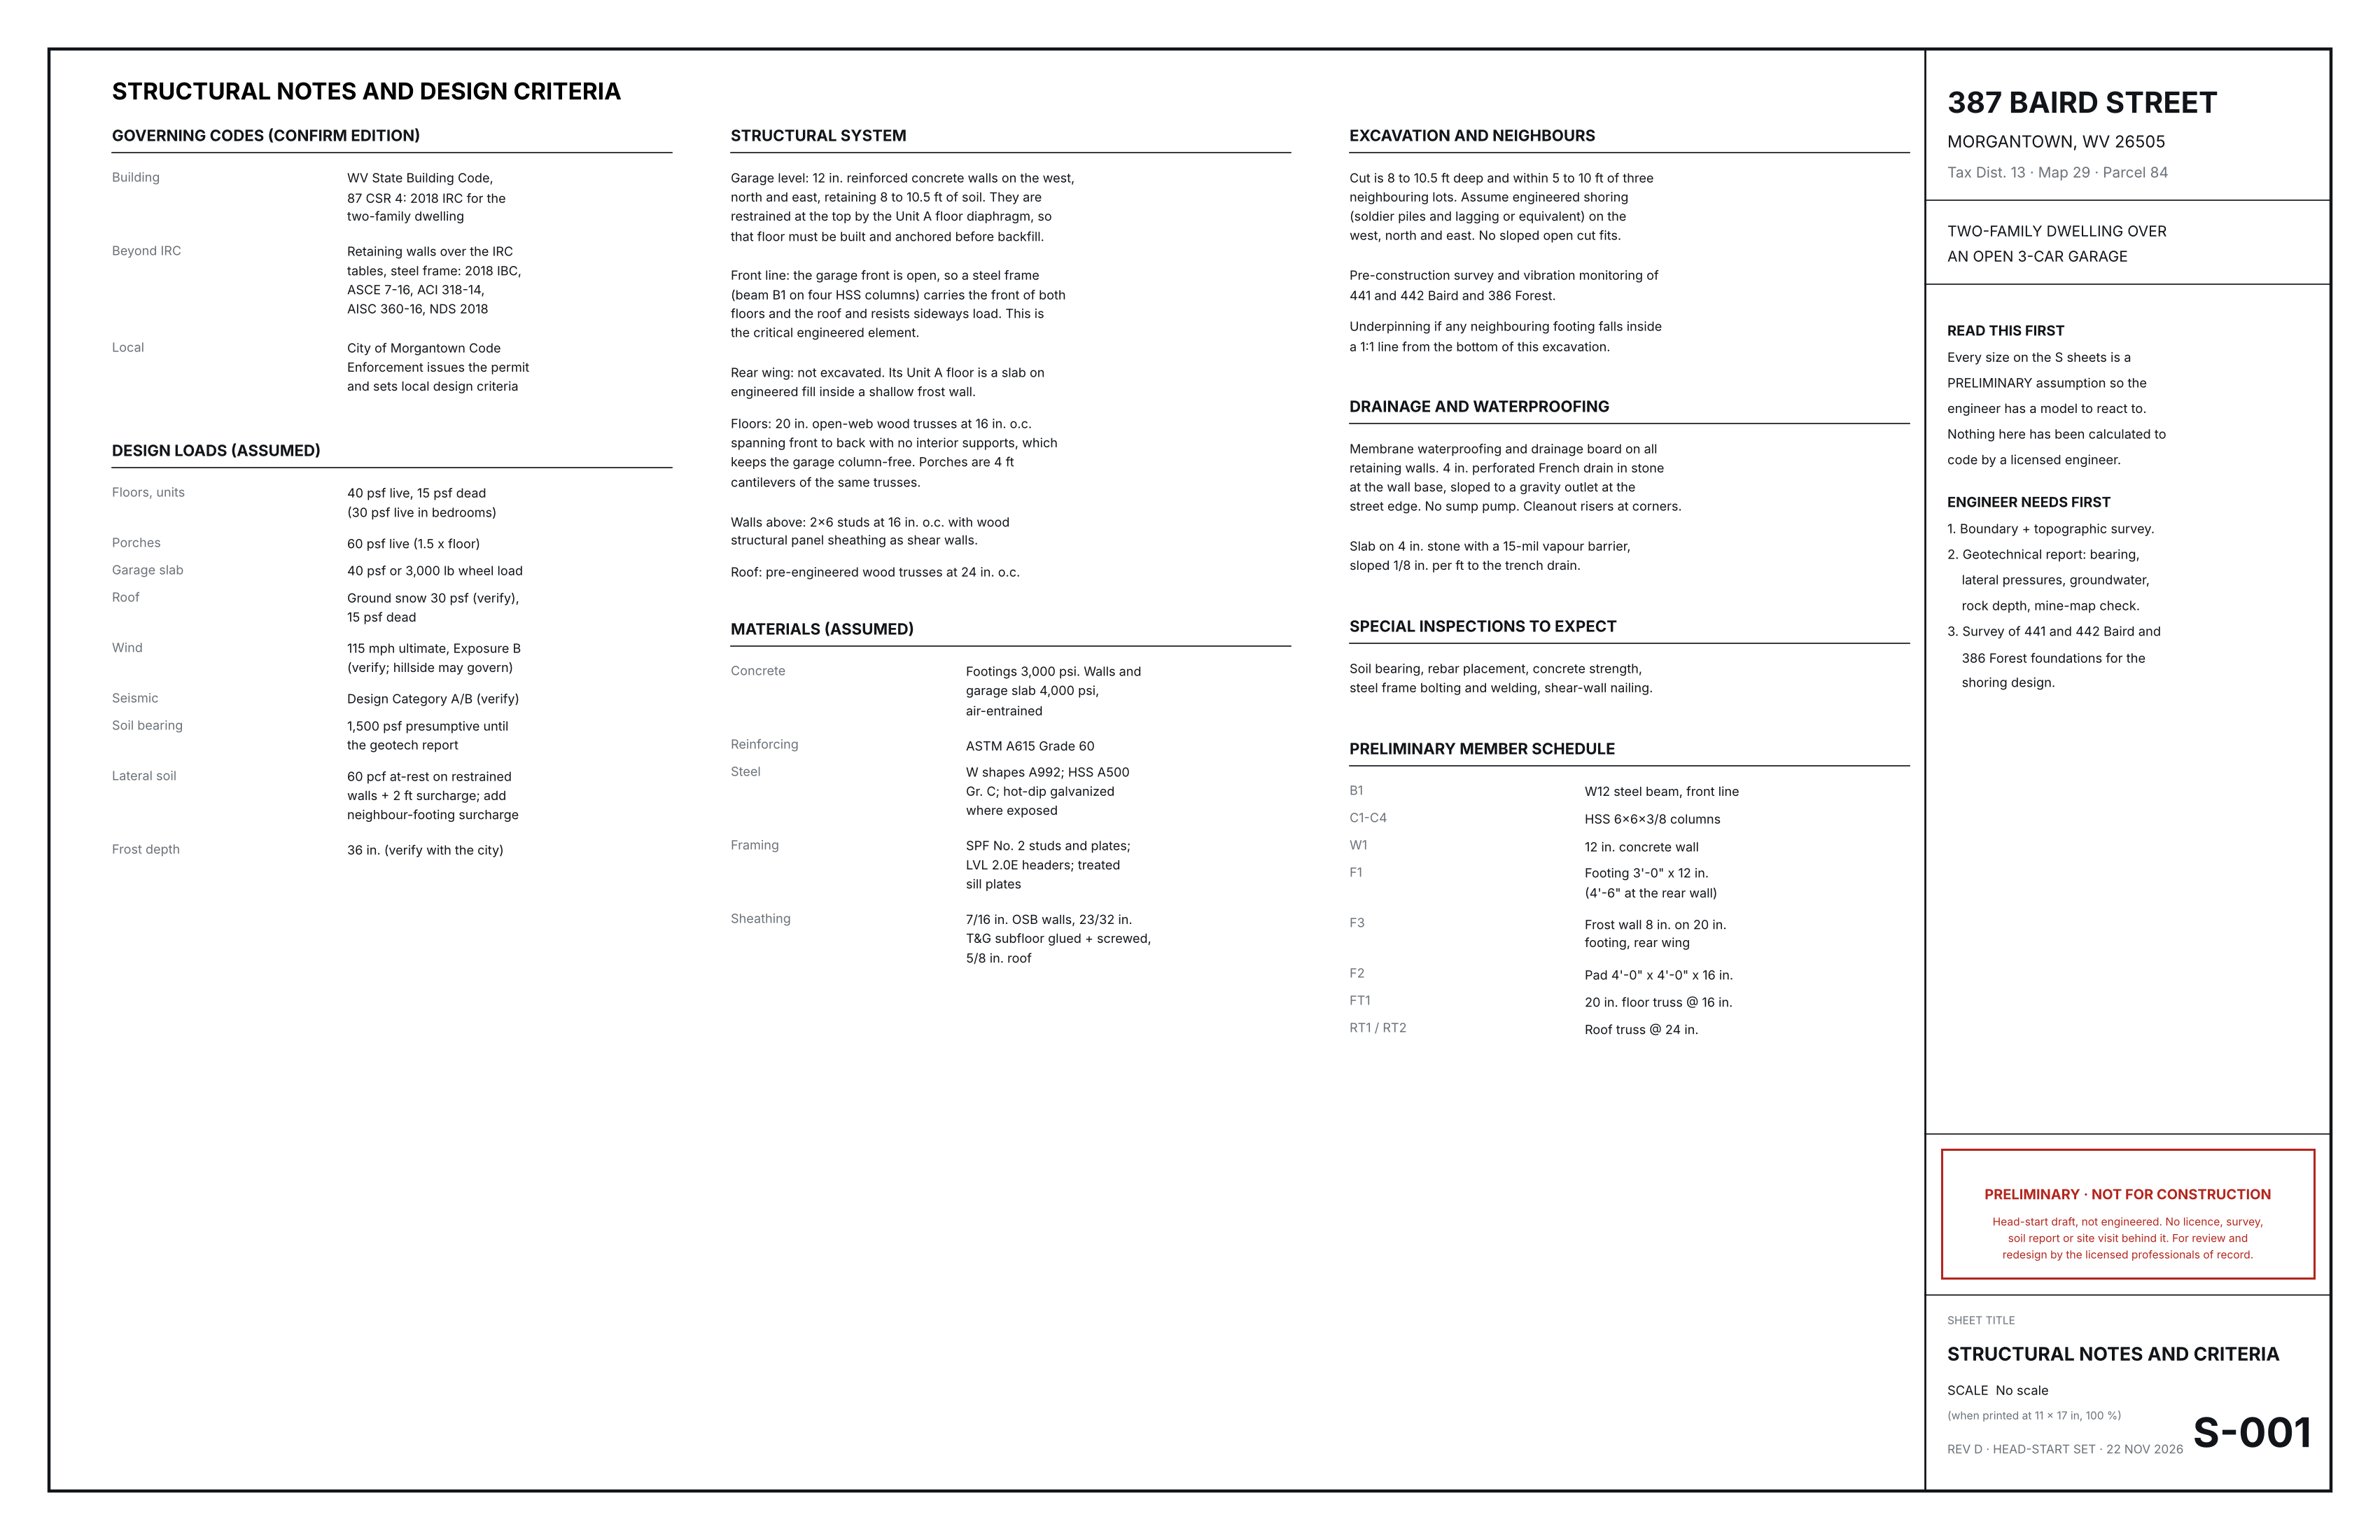 STRUCTURAL NOTES AND DESIGN CRITERIA
GOVERNING CODES (CONFIRM EDITION)
Building
WV State Building Code,
87 CSR 4: 2018 IRC for the
two-family dwelling
Beyond IRC
Retaining walls over the IRC
tables, steel frame: 2018 IBC,
ASCE 7-16, ACI 318-14,
AISC 360-16, NDS 2018
Local
City of Morgantown Code
Enforcement issues the permit
and sets local design criteria
DESIGN LOADS (ASSUMED)
Floors, units
40 psf live, 15 psf dead
(30 psf live in bedrooms)
Porches
60 psf live (1.5 x floor)
Garage slab
40 psf or 3,000 lb wheel load
Roof
Ground snow 30 psf (verify),
15 psf dead
Wind
115 mph ultimate, Exposure B
(verify; hillside may govern)
Seismic
Design Category A/B (verify)
Soil bearing
1,500 psf presumptive until
the geotech report
Lateral soil
60 pcf at-rest on restrained
walls + 2 ft surcharge; add
neighbour-footing surcharge
Frost depth
36 in. (verify with the city)
STRUCTURAL SYSTEM
Garage level: 12 in. reinforced concrete walls on the west,
north and east, retaining 8 to 10.5 ft of soil. They are
restrained at the top by the Unit A floor diaphragm, so
that floor must be built and anchored before backfill.
Front line: the garage front is open, so a steel frame
(beam B1 on four HSS columns) carries the front of both
floors and the roof and resists sideways load. This is
the critical engineered element.
Rear wing: not excavated. Its Unit A floor is a slab on
engineered fill inside a shallow frost wall.
Floors: 20 in. open-web wood trusses at 16 in. o.c.
spanning front to back with no interior supports, which
keeps the garage column-free. Porches are 4 ft
cantilevers of the same trusses.
Walls above: 2×6 studs at 16 in. o.c. with wood
structural panel sheathing as shear walls.
Roof: pre-engineered wood trusses at 24 in. o.c.
MATERIALS (ASSUMED)
Concrete
Footings 3,000 psi. Walls and
garage slab 4,000 psi,
air-entrained
Reinforcing
ASTM A615 Grade 60
Steel
W shapes A992; HSS A500
Gr. C; hot-dip galvanized
where exposed
Framing
SPF No. 2 studs and plates;
LVL 2.0E headers; treated
sill plates
Sheathing
7/16 in. OSB walls, 23/32 in.
T&G subfloor glued + screwed,
5/8 in. roof
EXCAVATION AND NEIGHBOURS
Cut is 8 to 10.5 ft deep and within 5 to 10 ft of three
neighbouring lots. Assume engineered shoring
(soldier piles and lagging or equivalent) on the
west, north and east. No sloped open cut fits.
Pre-construction survey and vibration monitoring of
441 and 442 Baird and 386 Forest.
Underpinning if any neighbouring footing falls inside
a 1:1 line from the bottom of this excavation.
DRAINAGE AND WATERPROOFING
Membrane waterproofing and drainage board on all
retaining walls. 4 in. perforated French drain in stone
at the wall base, sloped to a gravity outlet at the
street edge. No sump pump. Cleanout risers at corners.
Slab on 4 in. stone with a 15-mil vapour barrier,
sloped 1/8 in. per ft to the trench drain.
SPECIAL INSPECTIONS TO EXPECT
Soil bearing, rebar placement, concrete strength,
steel frame bolting and welding, shear-wall nailing.
PRELIMINARY MEMBER SCHEDULE
B1
W12 steel beam, front line
C1-C4
HSS 6×6×3/8 columns
W1
12 in. concrete wall
F1
Footing 3'-0" x 12 in.
(4'-6" at the rear wall)
F3
Frost wall 8 in. on 20 in.
footing, rear wing
F2
Pad 4'-0" x 4'-0" x 16 in.
FT1
20 in. floor truss @ 16 in.
RT1 / RT2
Roof truss @ 24 in.
387 BAIRD STREET
MORGANTOWN, WV 26505
Tax Dist. 13 · Map 29 · Parcel 84
TWO-FAMILY DWELLING OVER
AN OPEN 3-CAR GARAGE
READ THIS FIRST
Every size on the S sheets is a
PRELIMINARY assumption so the
engineer has a model to react to.
Nothing here has been calculated to
code by a licensed engineer.
ENGINEER NEEDS FIRST
1. Boundary + topographic survey.
2. Geotechnical report: bearing,
lateral pressures, groundwater,
rock depth, mine-map check.
3. Survey of 441 and 442 Baird and
386 Forest foundations for the
shoring design.
PRELIMINARY · NOT FOR CONSTRUCTION
Head-start draft, not engineered. No licence, survey,
soil report or site visit behind it. For review and
redesign by the licensed professionals of record.
SHEET TITLE
STRUCTURAL NOTES AND CRITERIA
SCALE No scale
(when printed at 11 × 17 in, 100 %)
REV D · HEAD-START SET · 22 NOV 2026
S-001